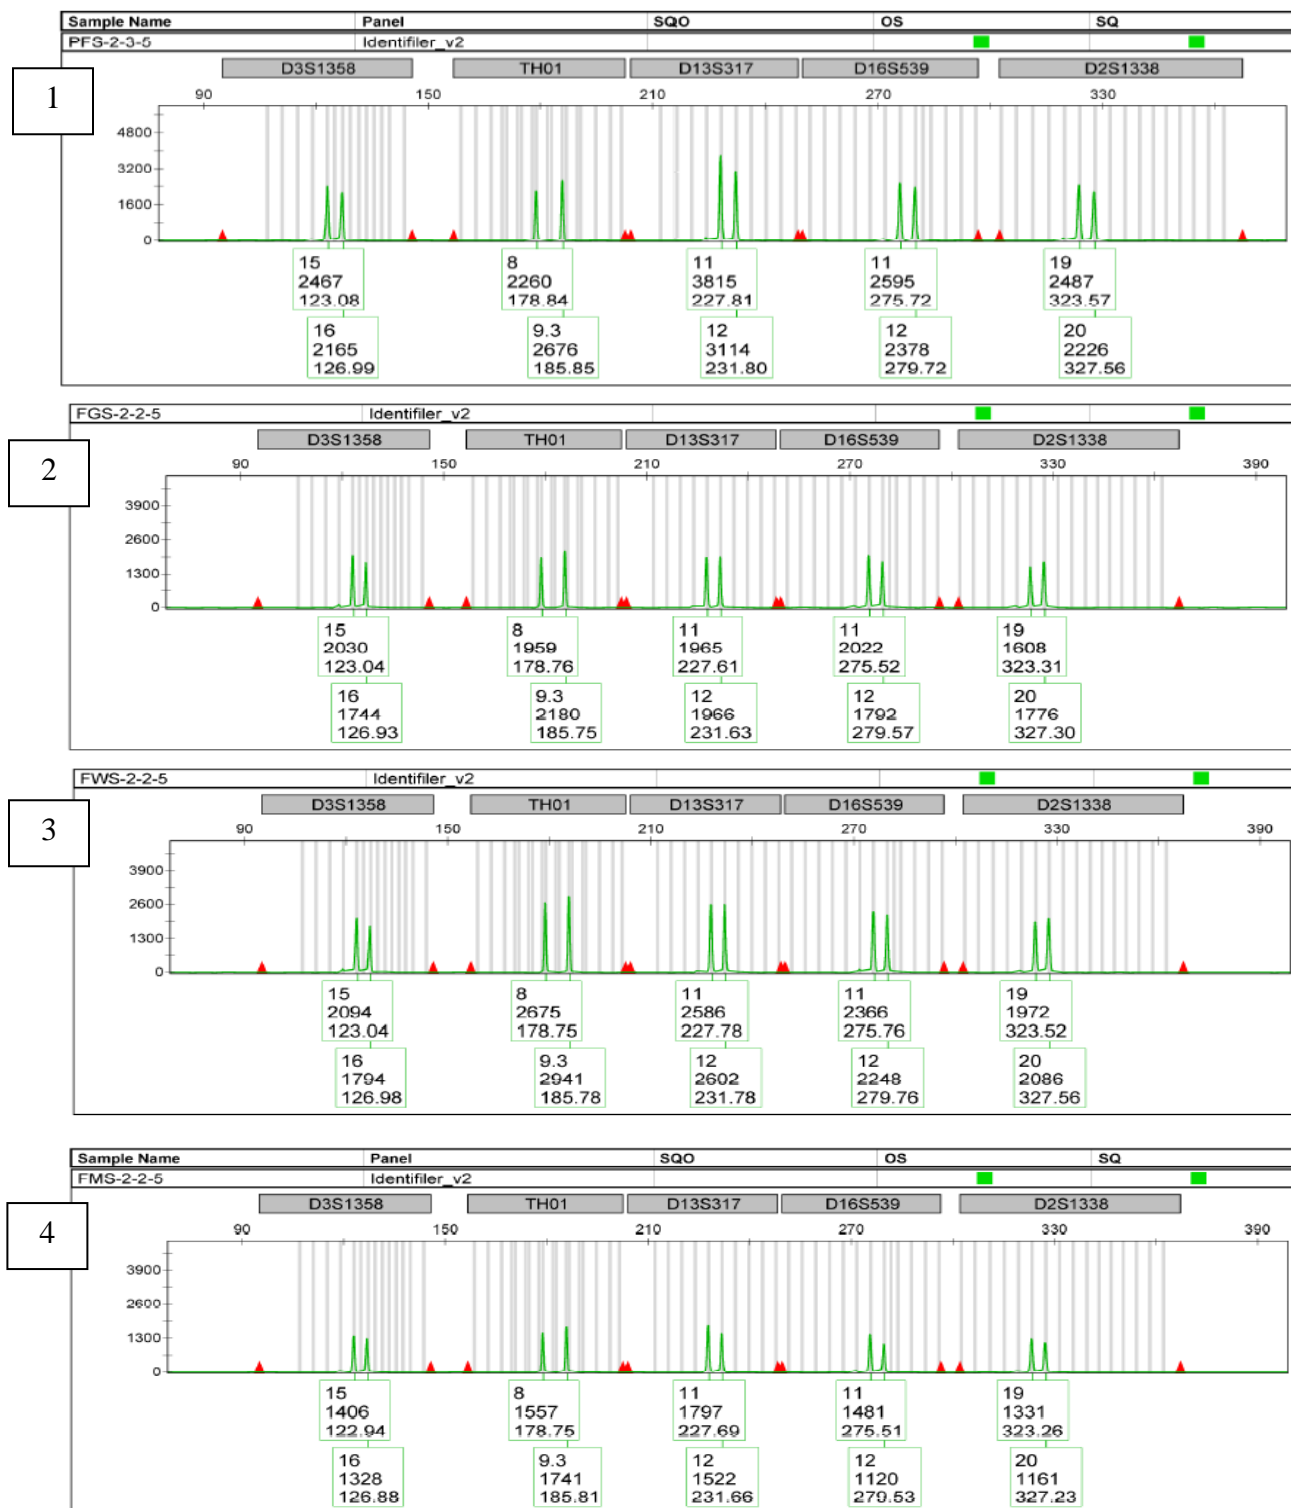 Sample Name Panel SQO OS SQ
PFS-2-3-5 Identifiler_v2
1
D3S1358 TH01 D13S317 D16S539 D2S1338
90 150 210 270 330
4800
3200
1600
0
15 8 11 11 19
2467 2260 3815 2595 2487
123.08 178.84 227.81 275.72 323.57
16 9.3 12 12 20
2165 2676 3114 2378 2226
126.99 185.85 231.80 279.72 327.56
FGS-2-2-5 Identifiler_v2
2
D3S1358 TH01 D13S317 D16S539 D2S1338
90 150 210 270 330 390
3900
2600
1300
0
15 8 11 11 19
2030 1959 1965 2022 1608
123.04 178.76 227.61 275.52 323.31
16 9.3 12 12 20
1744 2180 1966 1792 1776
126.93 185.75 231.63 279.57 327.30
FWS-2-2-5 Identifiler_v2
3
D3S1358 TH01 D13S317 D16S539 D2S1338
90 150 210 270 330 390
3900
2600
1300
0
15 8 11 11 19
2094 2675 2586 2366 1972
123.04 178.75 227.78 275.76 323.52
16 9.3 12 12 20
1794 2941 2602 2248 2086
126.98 185.78 231.78 279.76 327.56
Sample Name Panel SQO OS SQ
FMS-2-2-5 Identifiler_v2
4
D3S1358 TH01 D13S317 D16S539 D2S1338
90 150 210 270 330 390
3900
2600
1300
0
15 8 11 11 19
1406 1557 1797 1481 1331
122.94 178.75 227.69 275.51 323.26
16 9.3 12 12 20
1328 1741 1522 1120 1161
126.88 185.81 231.66 279.53 327.23